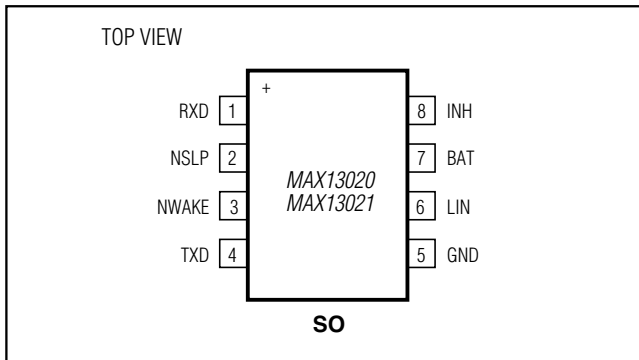 TOP VIEW
+
RXD 1 8 INH
NSLP 2 7 BAT
MAX13020
MAX13021
NWAKE 3 6 LIN
TXD 4 5 GND
SO